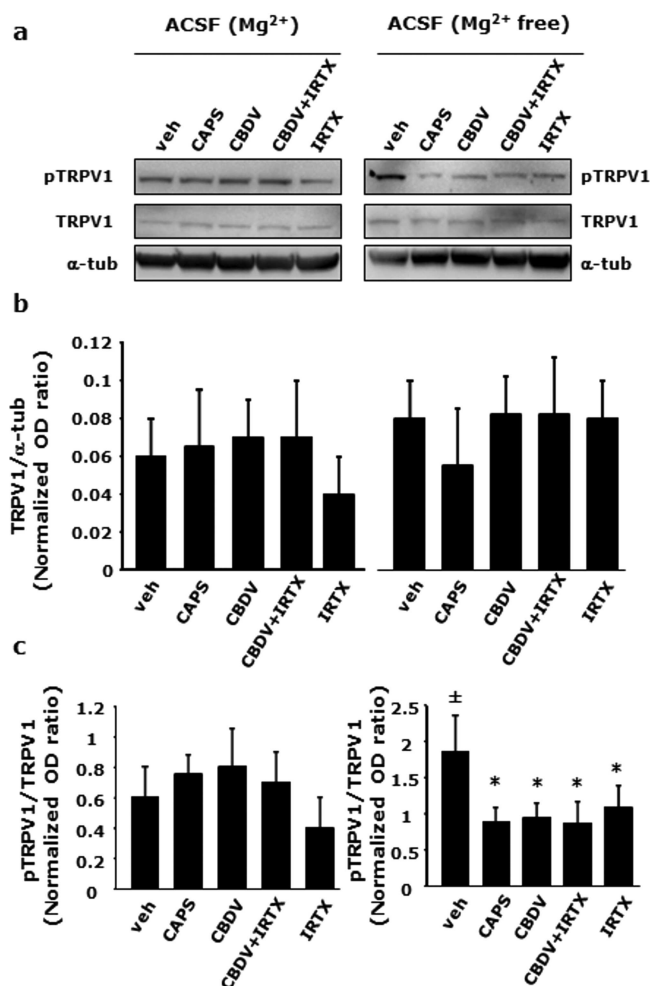 a
ACSF (Mg2+)
ACSF (Mg2+ free)
veh
CAPS
CBDV
CBDV+IRTX
IRTX
veh
CAPS
CBDV
CBDV+IRTX
IRTX
pTRPV1
pTRPV1
TRPV1
TRPV1
α-tub
α-tub
b
TRPV1/α-tub
(Normalized OD ratio)
0.12
0.1
0.08
0.06
0.04
0.02
0
veh
CAPS
CBDV
CBDV+IRTX
IRTX
veh
CAPS
CBDV
CBDV+IRTX
IRTX
c
pTRPV1/TRPV1
(Normalized OD ratio)
1.2
1
0.8
0.6
0.4
0.2
0
veh
CAPS
CBDV
CBDV+IRTX
IRTX
pTRPV1/TRPV1
(Normalized OD ratio)
2.5
2
1.5
1
0.5
0
±
* * * *
veh
CAPS
CBDV
CBDV+IRTX
IRTX